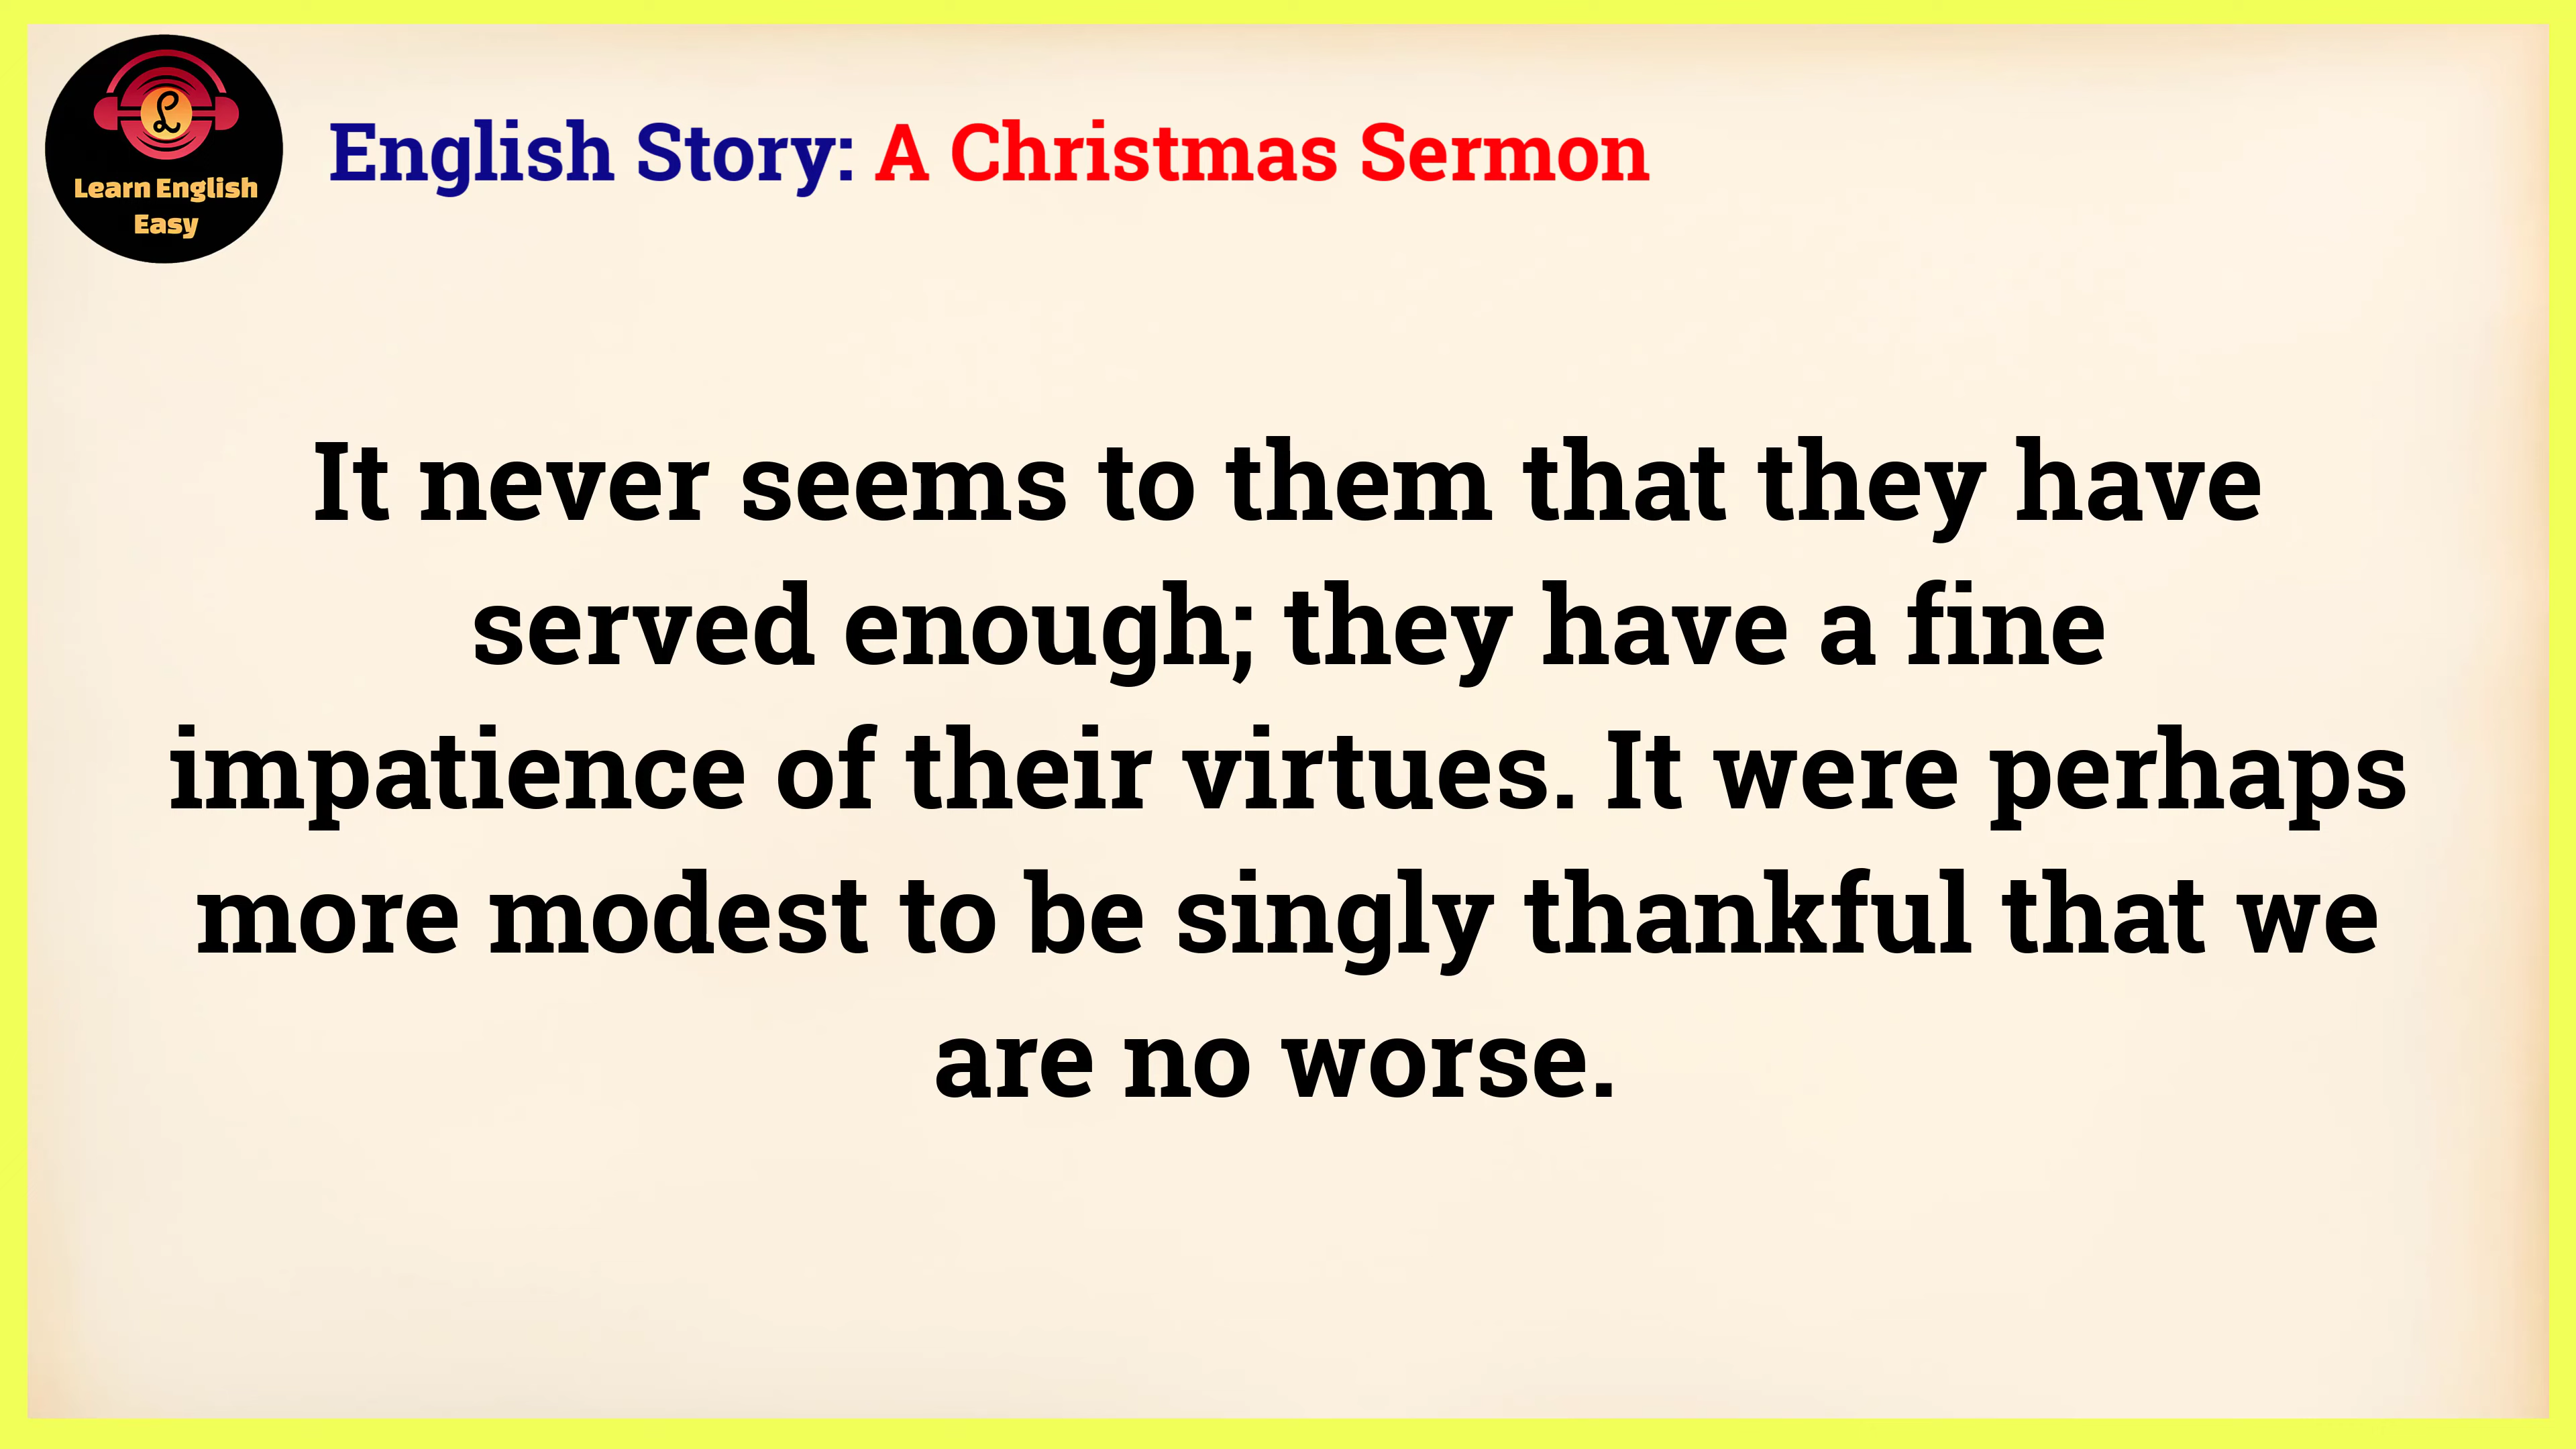 L
Learn English
Easy
English Story: A Christmas Sermon
It never seems to them that they have
served enough; they have a fine
impatience of their virtues. It were perhaps
more modest to be singly thankful that we
are no worse.